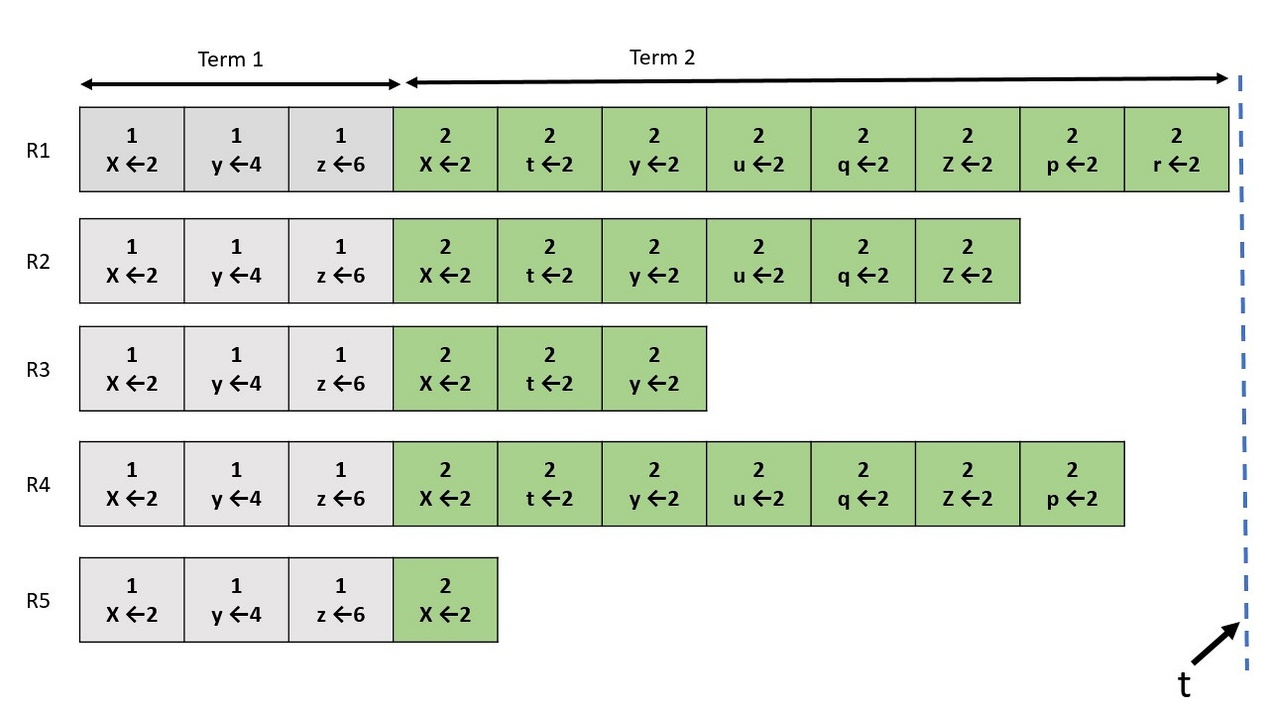 Term 1 Term 2
R1
1 1 1 2 2 2 2 2 2 2 2
X ←2 y ←4 z ←6 X ←2 t ←2 y ←2 u ←2 q ←2 Z ←2 p ←2 r ←2
R2
1 1 1 2 2 2 2 2 2
X ←2 y ←4 z ←6 X ←2 t ←2 y ←2 u ←2 q ←2 Z ←2
R3
1 1 1 2 2 2
X ←2 y ←4 z ←6 X ←2 t ←2 y ←2
R4
1 1 1 2 2 2 2 2 2 2
X ←2 y ←4 z ←6 X ←2 t ←2 y ←2 u ←2 q ←2 Z ←2 p ←2
R5
1 1 1 2
X ←2 y ←4 z ←6 X ←2
t